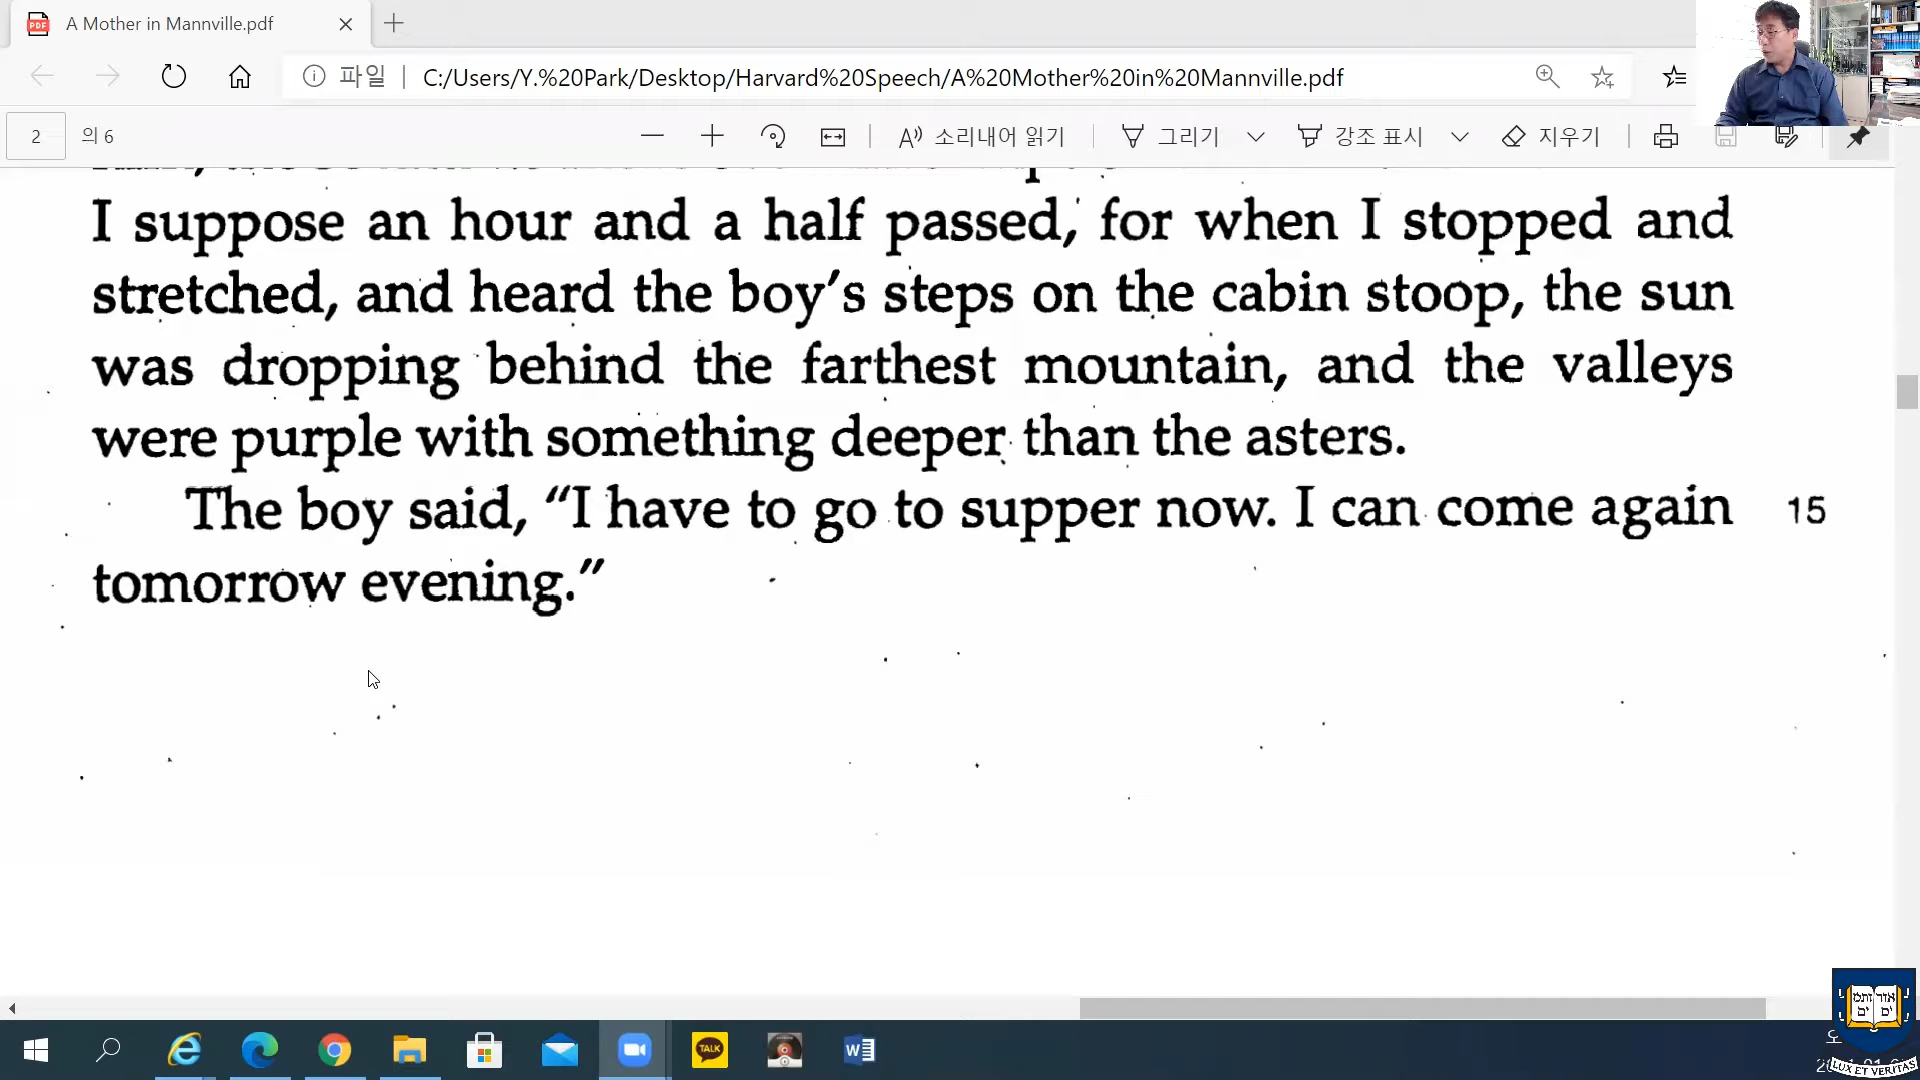 A Mother in Mannville.pdf
파일 C:/Users/Y.%20Park/Desktop/Harvard%20Speech/A%20Mother%20in%20Mannville.pdf
2 의 6 소리내어 읽기 그리기 강조 표시 지우기
I suppose an hour and a half passed, for when I stopped and
stretched, and heard the boy's steps on the cabin stoop, the sun
was dropping behind the farthest mountain, and the valleys
were purple with something deeper than the asters.
The boy said, “I have to go to supper now. I can come again 15
tomorrow evening.”
TALK
LUX ET VERITAS